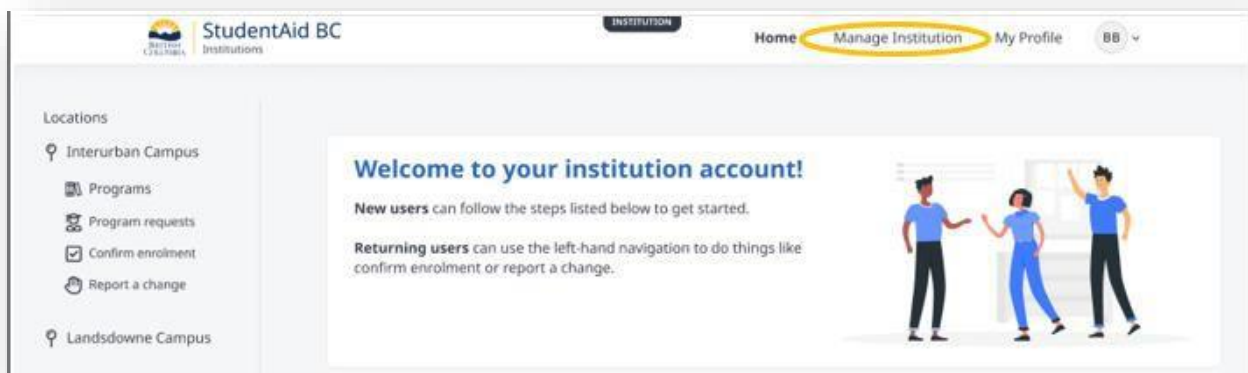 BRITISH
COLUMBIA
StudentAid BC
Institutions
INSTITUTION
Home Manage Institution My Profile BB
Locations
Interurban Campus
Programs
Program requests
Confirm enrolment
Report a change
Landsdowne Campus
Welcome to your institution account!
New users can follow the steps listed below to get started.
Returning users can use the left-hand navigation to do things like
confirm enrolment or report a change.